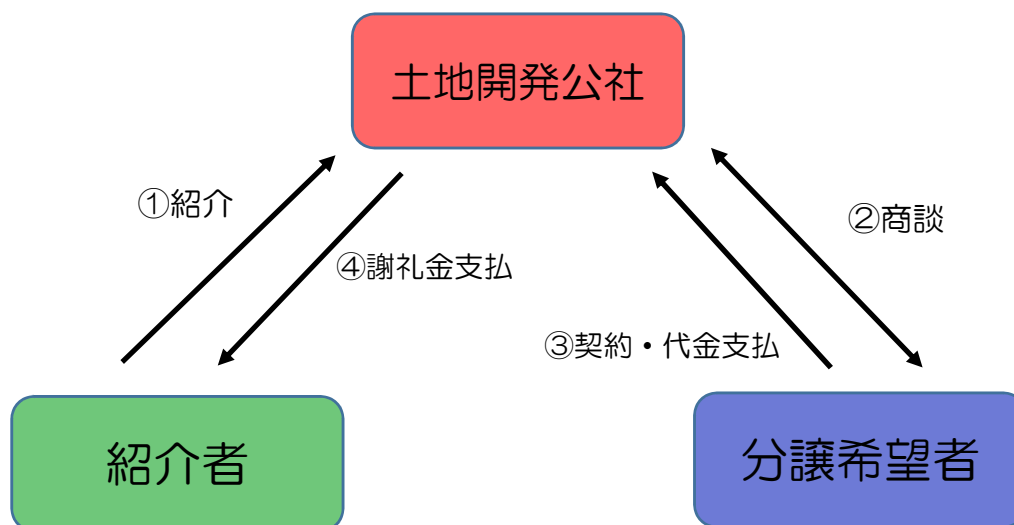 土地開発公社
①紹介
②商談
④謝礼金支払
③契約・代金支払
紹介者
分譲希望者